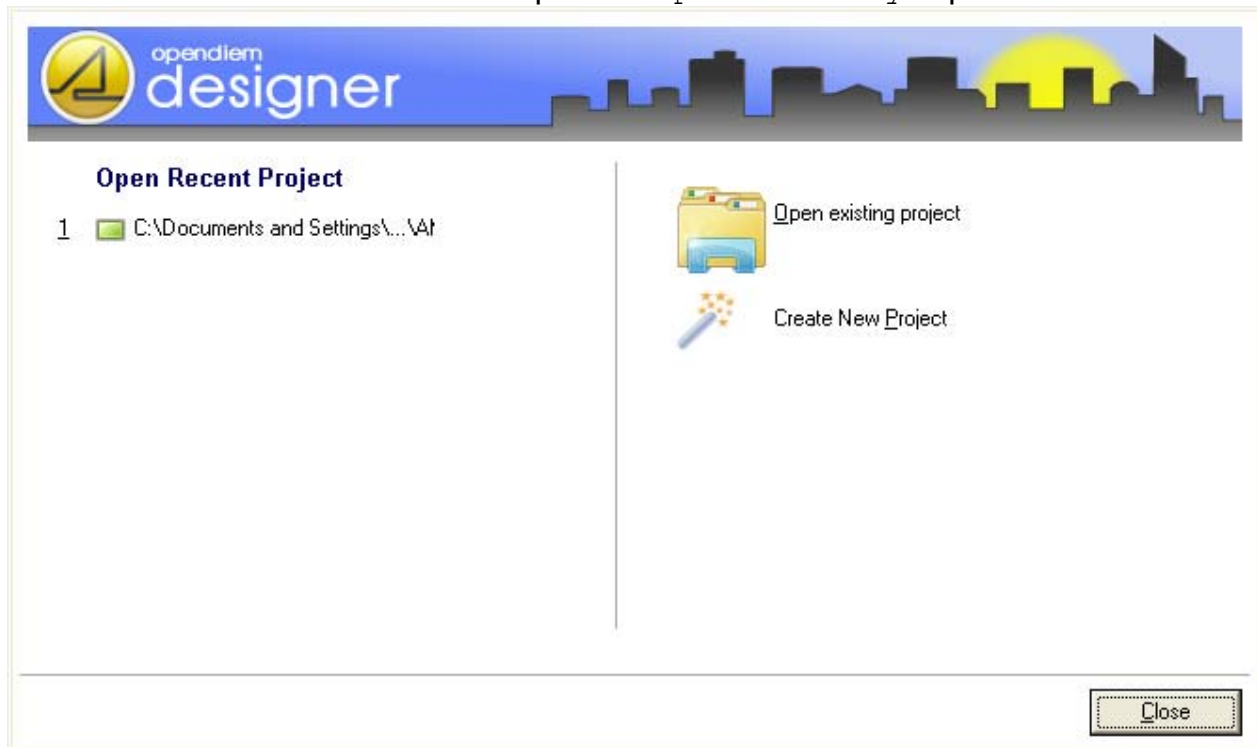 opendiem
designer
Open Recent Project
1 C:\Documents and Settings\...\
Open existing project
Create New Project
Close